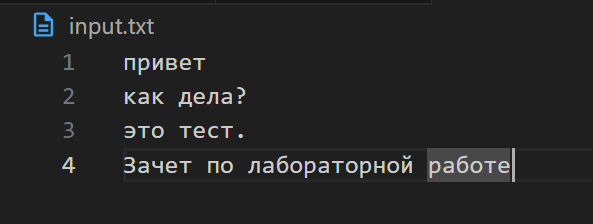 input.txt
1 привет
2 как дела?
3 это тест.
4 Зачет по лабораторной работе